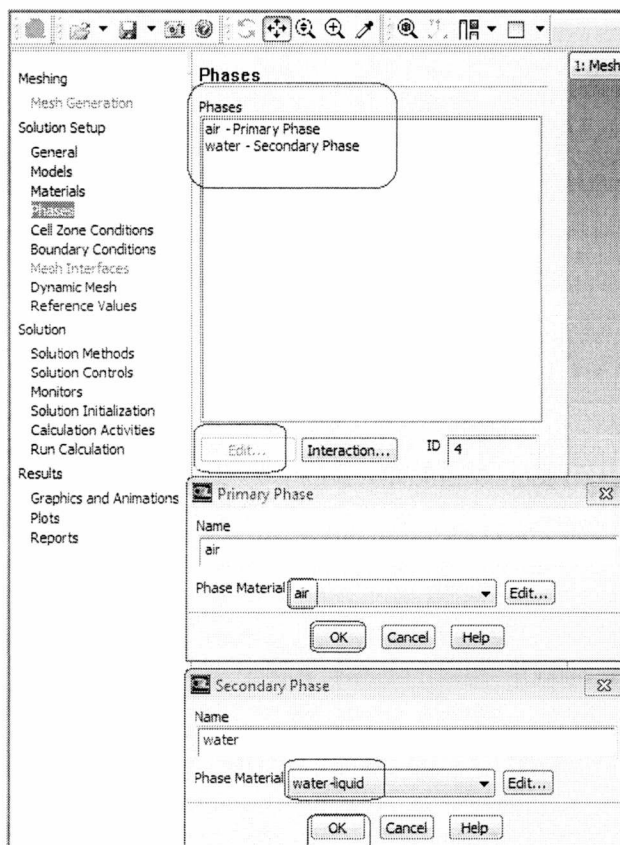 Phases
1: Mesh
Meshing
Mesh Generation
Solution Setup
General
Models
Materials
Phases
Cell Zone Conditions
Boundary Conditions
Mesh Interfaces
Dynamic Mesh
Reference Values
Solution
Solution Methods
Solution Controls
Monitors
Solution Initialization
Calculation Activities
Run Calculation
Results
Graphics and Animations
Plots
Reports
Phases
air - Primary Phase
water - Secondary Phase
Edit... Interaction... ID 4
Primary Phase
Name
air
Phase Material air Edit...
OK Cancel Help
Secondary Phase
Name
water
Phase Material water-liquid Edit...
OK Cancel Help